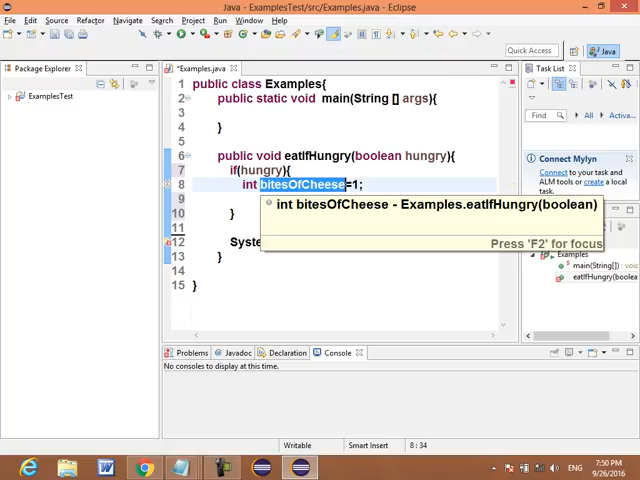 Java - ExamplesTest/src/Examples.java - Eclipse
File Edit Source Refactor Navigate Search Project Run Window Help
Quick Access
Java
Package Explorer
ExamplesTest
*Examples.java
1 public class Examples{
2 public static void main(String [] args){
3
4 }
5
6 public void eatIfHungry(boolean hungry){
7 if(hungry){
8 int bitesOfCheese=1;
9
10 }
11
12 Syste
13 }
14
15 }
int bitesOfCheese - Examples.eatIfHungry(boolean)
Press 'F2' for focus
Task List
Find
All
Activa...
Connect Mylyn
Connect to your task and
ALM tools or create a local
task.
Examples
main(String[]) : void
eatIfHungry(boolea
Problems
Javadoc
Declaration
Console
No consoles to display at this time.
Writable
Smart Insert
8 : 34
ENG
7:50 PM
9/26/2016